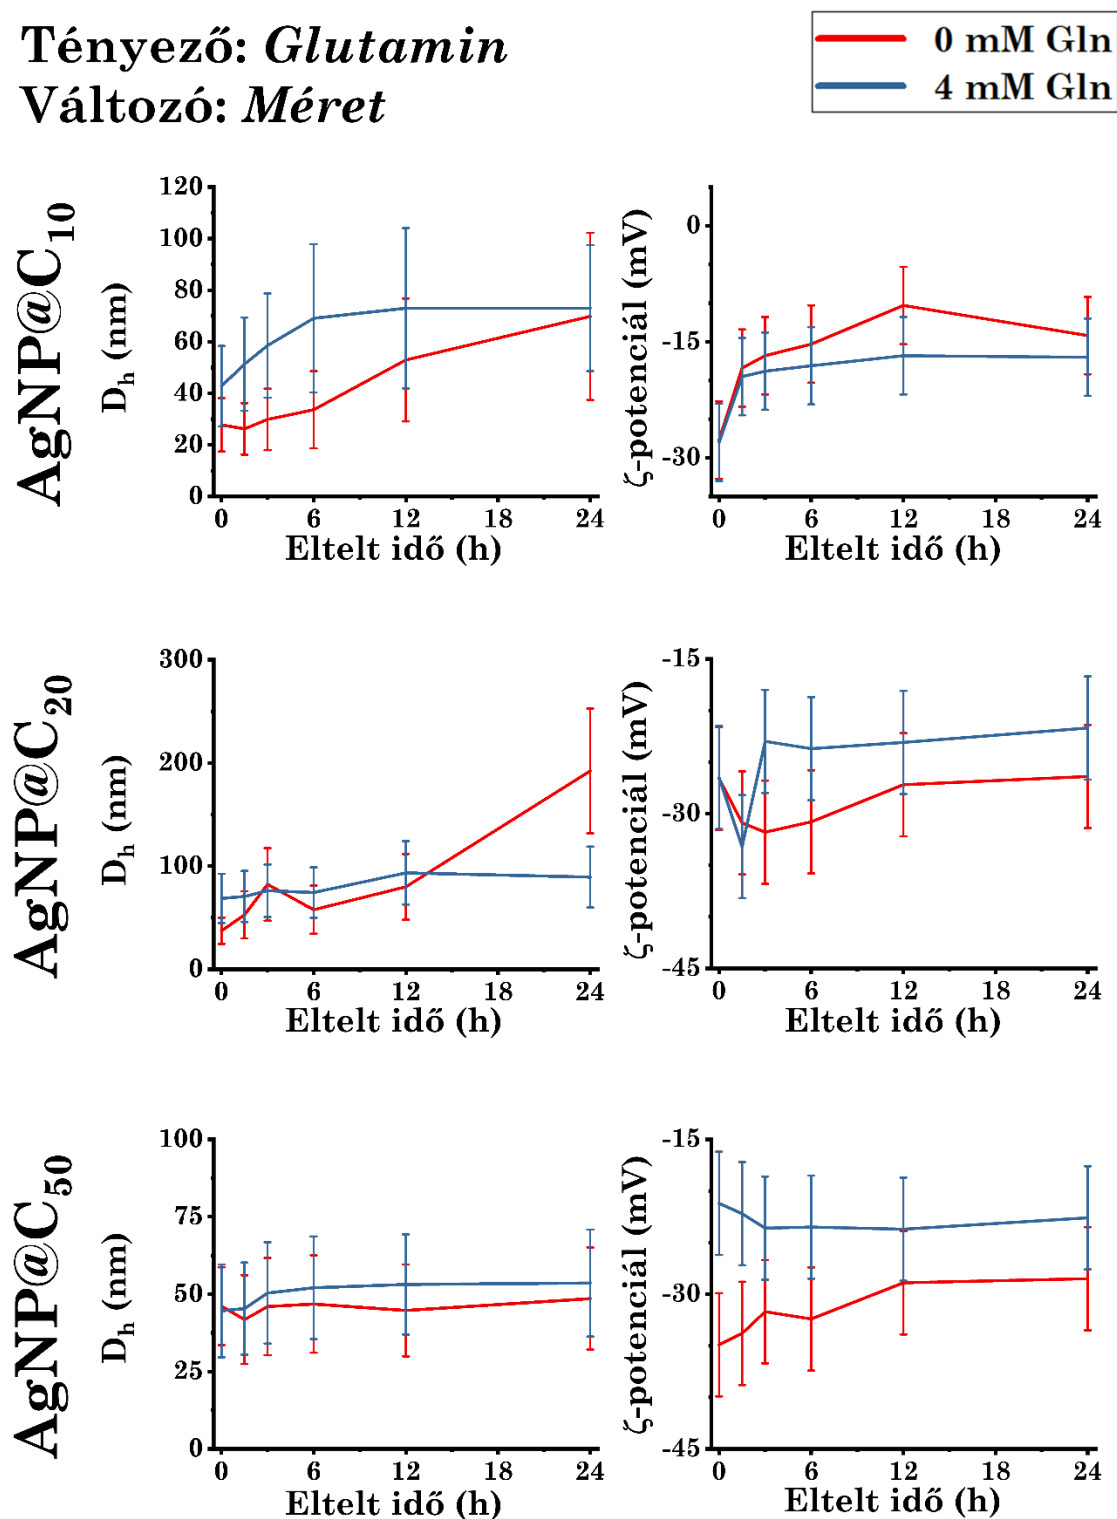 Tényező: Glutamin
Változó: Méret
0 mM Gln
4 mM Gln
AgNP@C10
D_h (nm)
120
100
80
60
40
20
0
0 6 12 18 24
Eltelt idő (h)
ζ-potenciál (mV)
0
-15
-30
0 6 12 18 24
Eltelt idő (h)
AgNP@C20
D_h (nm)
300
200
100
0
0 6 12 18 24
Eltelt idő (h)
ζ-potenciál (mV)
-15
-30
-45
0 6 12 18 24
Eltelt idő (h)
AgNP@C50
D_h (nm)
100
75
50
25
0
0 6 12 18 24
Eltelt idő (h)
ζ-potenciál (mV)
-15
-30
-45
0 6 12 18 24
Eltelt idő (h)